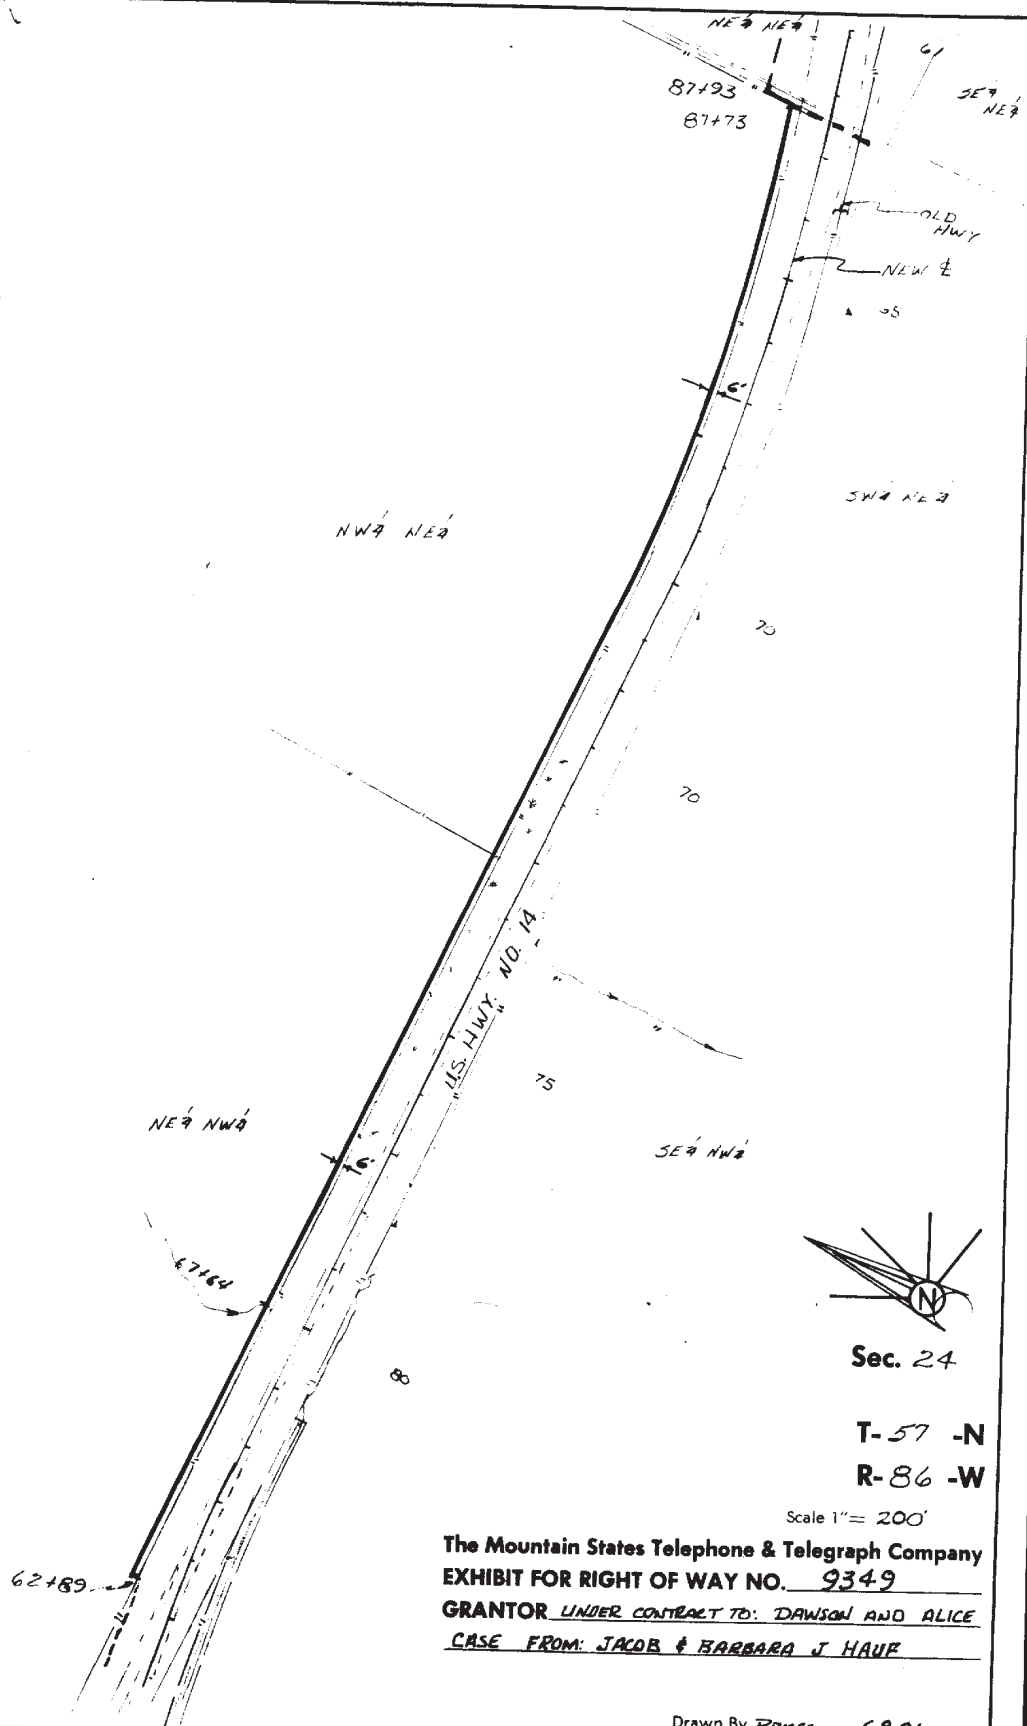 NE¼ NE¼
61
87+93
87+73
SE¼
NE¼
OLD
HWY
NEW ℄
6'
SW¼ NE¼
NW¼ NE¼
70
70
U.S. HWY. NO. 14
75
NE¼ NW¼
SE¼ NW¼
6'
67+64
N
Sec. 24
80
T- 57 -N
R- 86 -W
Scale 1"= 200'
The Mountain States Telephone & Telegraph Company
62+89
EXHIBIT FOR RIGHT OF WAY NO. 9349
GRANTOR UNDER CONTRACT TO: DAWSON AND ALICE
CASE FROM: JACOB & BARBARA J HAUF
Drawn By